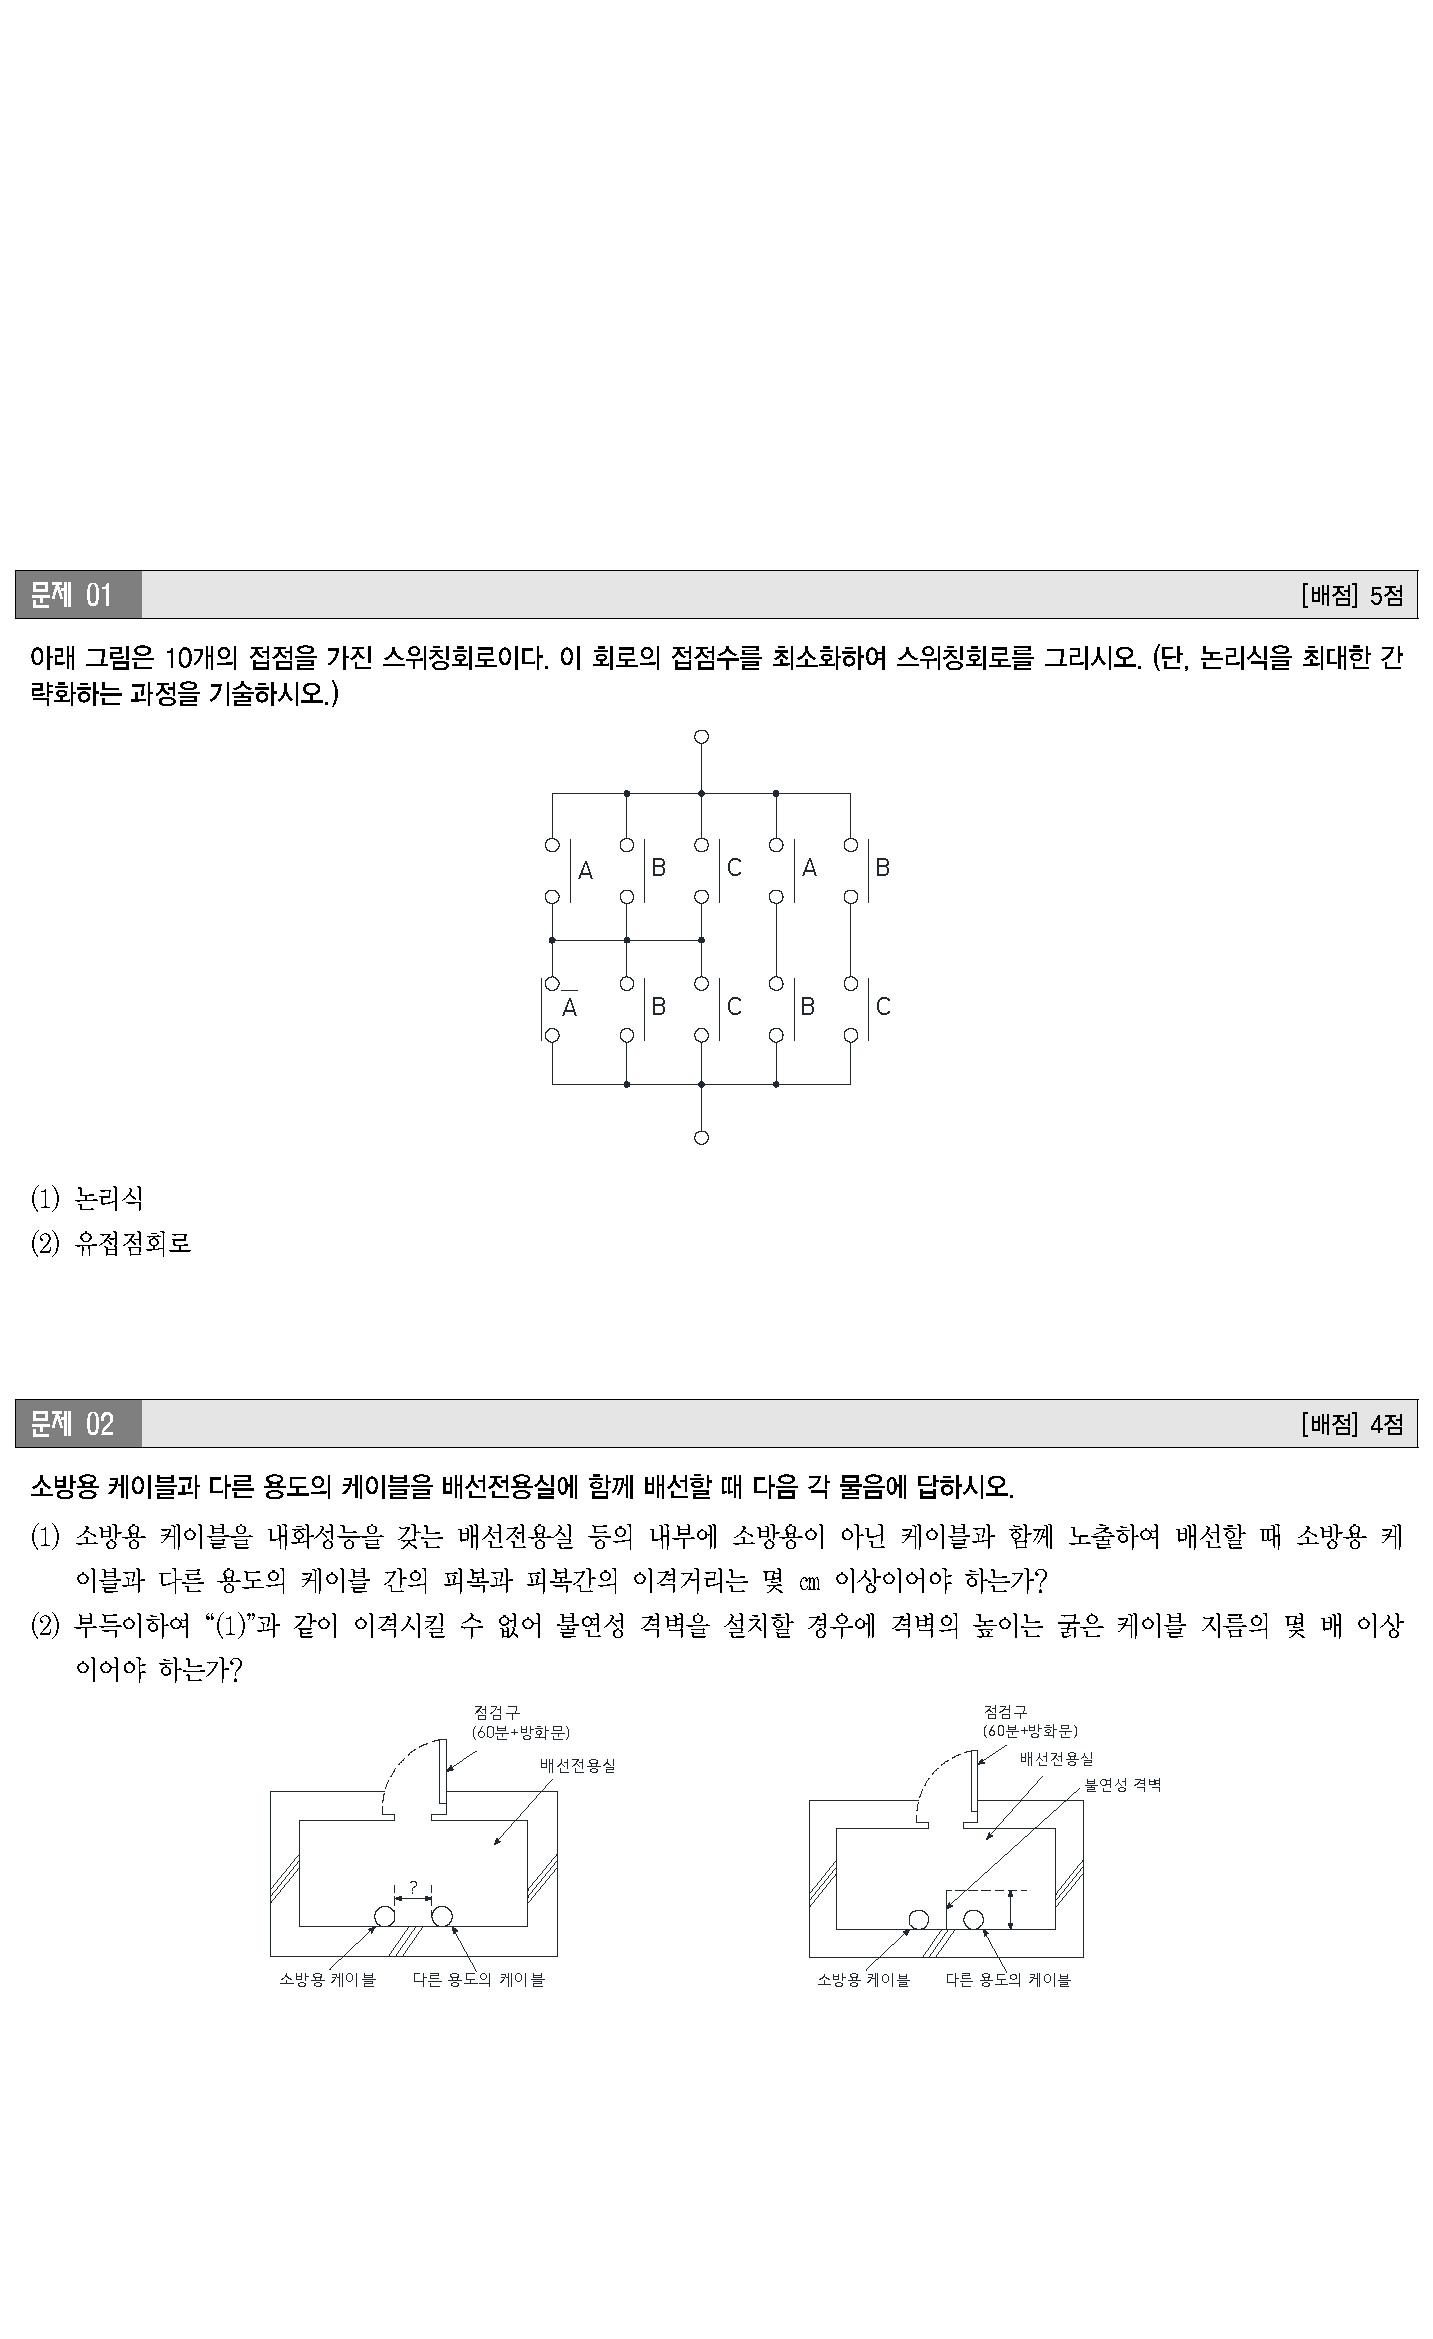 문제 01
[배점] 5점
아래 그림은 10개의 접점을 가진 스위칭회로이다. 이 회로의 접점수를 최소화하여 스위칭회로를 그리시오. (단, 논리식을 최대한 간
략화하는 과정을 기술하시오.)
A B C A B
A̅ B C B C
(1) 논리식
(2) 유접점회로
문제 02
[배점] 4점
소방용 케이블과 다른 용도의 케이블을 배선전용실에 함께 배선할 때 다음 각 물음에 답하시오.
(1) 소방용 케이블을 내화성능을 갖는 배선전용실 등의 내부에 소방용이 아닌 케이블과 함께 노출하여 배선할 때 소방용 케
이블과 다른 용도의 케이블 간의 피복과 피복간의 이격거리는 몇 ㎝ 이상이어야 하는가?
(2) 부득이하여 “(1)”과 같이 이격시킬 수 없어 불연성 격벽을 설치할 경우에 격벽의 높이는 굵은 케이블 지름의 몇 배 이상
이어야 하는가?
점검구
(60분+방화문)
배선전용실
?
소방용 케이블
다른 용도의 케이블
점검구
(60분+방화문)
배선전용실
불연성 격벽
소방용 케이블
다른 용도의 케이블